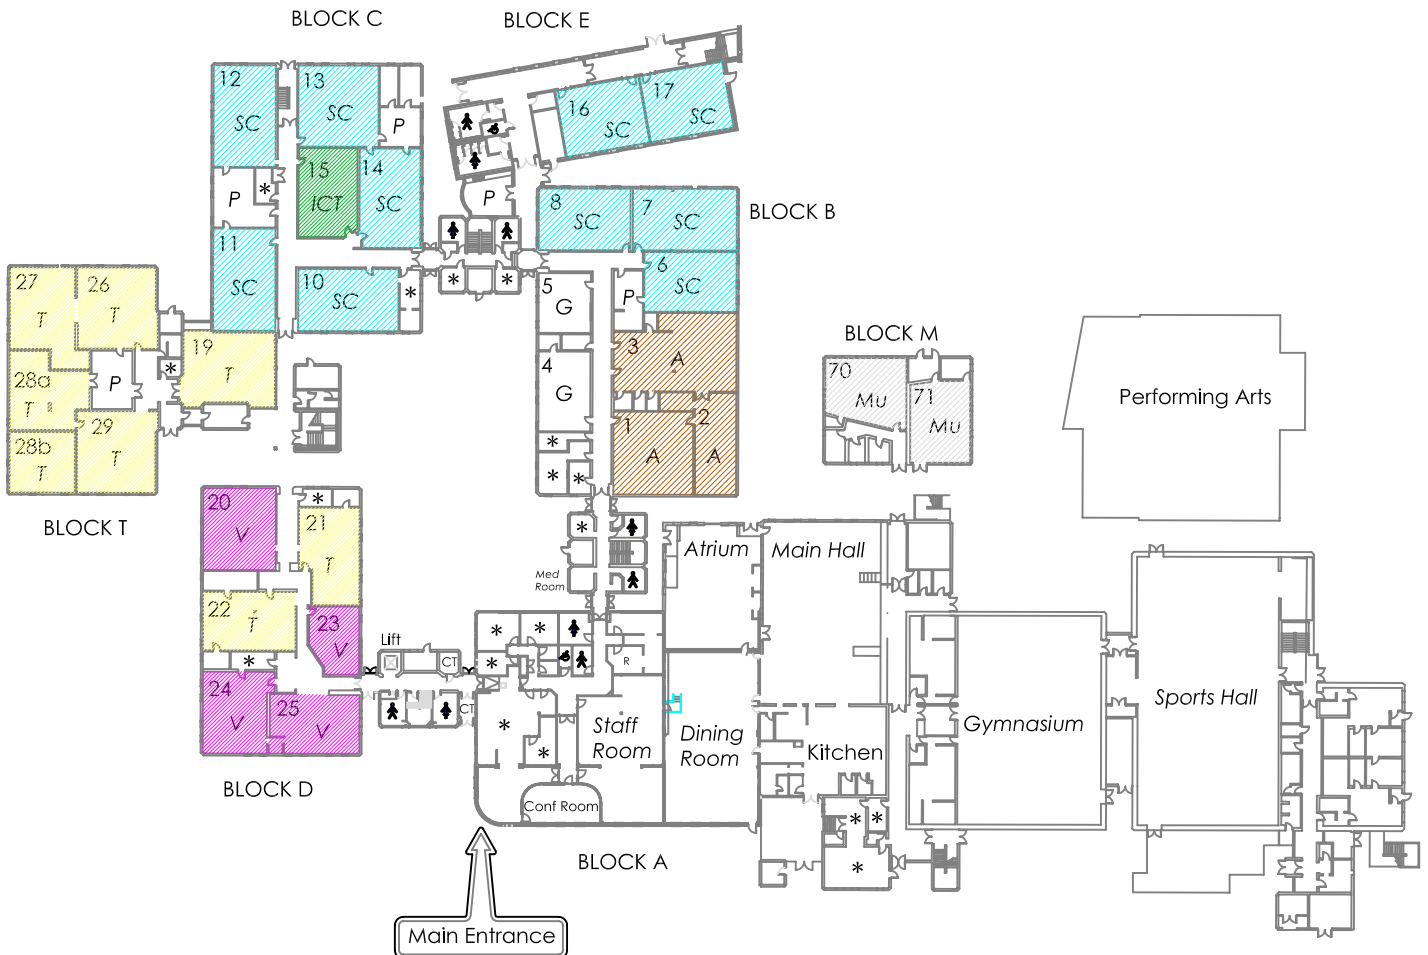 BLOCK C
BLOCK E
12
SC
13
SC
P
16
SC
17
SC
15
ICT
14
SC
P
*
P
8
SC
7
SC
BLOCK B
11
SC
10
SC
*
*
*
6
SC
5
G
P
27
T
26
T
19
T
*
P
28a
T
29
T
28b
T
BLOCK T
3
A
4
G
1
A
2
A
*
*
*
BLOCK M
70
Mu
71
Mu
Performing Arts
20
V
*
21
T
22
T
23
V
*
24
V
25
V
BLOCK D
Lift
CT
CT
*
Med
Room
Atrium
Main Hall
*
*
*
R
*
*
Staff
Room
Dining
Room
Kitchen
Conf Room
*
*
*
Gymnasium
Sports Hall
BLOCK A
Main Entrance